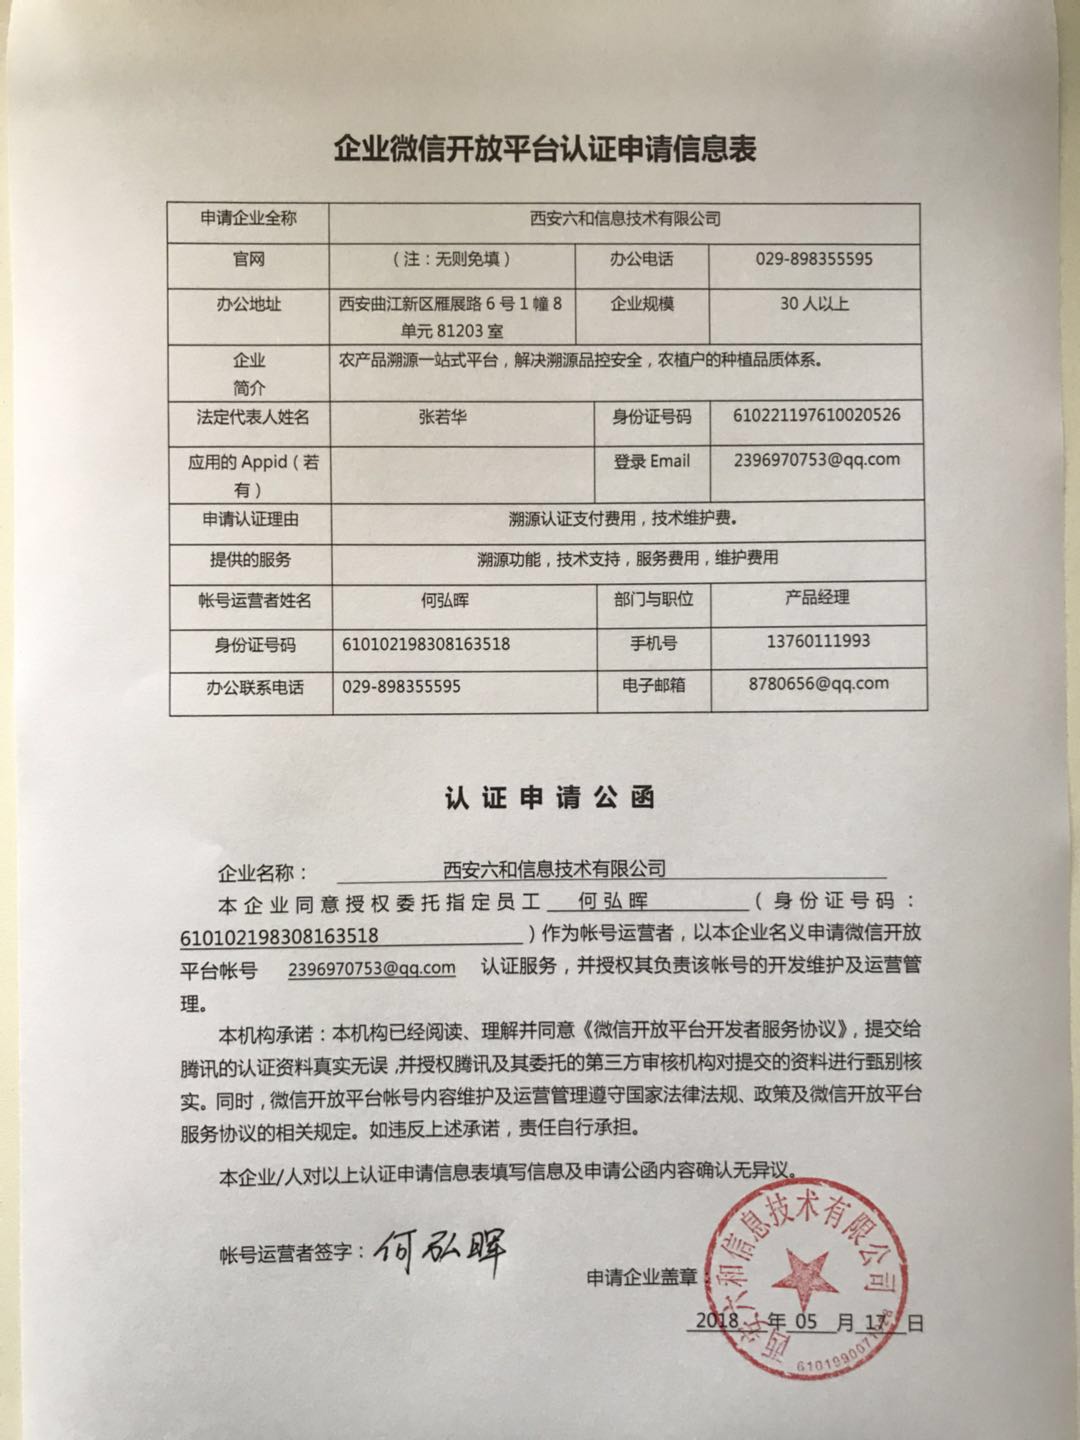 企业微信开放平台认证申请信息表
申请企业全称 西安六和信息技术有限公司
官网 （注：无则免填） 办公电话 029-898355595
办公地址 西安曲江新区雁展路 6 号 1 幢 8
单元 81203 室 企业规模 30 人以上
企业
简介 农产品溯源一站式平台，解决溯源品控安全，农植户的种植品质体系。
法定代表人姓名 张若华 身份证号码 610221197610020526
应用的 Appid（若
有） 登录 Email 2396970753@qq.com
申请认证理由 溯源认证支付费用，技术维护费。
提供的服务 溯源功能，技术支持，服务费用，维护费用
帐号运营者姓名 何弘晖 部门与职位 产品经理
身份证号码 610102198308163518 手机号 13760111993
办公联系电话 029-898355595 电子邮箱 8780656@qq.com
认证申请公函
企业名称： 西安六和信息技术有限公司
本企业同意授权委托指定员工 何弘晖 （身份证号码：
610102198308163518 ）作为帐号运营者，以本企业名义申请微信开放
平台帐号 2396970753@qq.com 认证服务，并授权其负责该帐号的开发维护及运营管
理。
本机构承诺：本机构已经阅读、理解并同意《微信开放平台开发者服务协议》，提交给
腾讯的认证资料真实无误，并授权腾讯及其委托的第三方审核机构对提交的资料进行甄别核
实。同时，微信开放平台帐号内容维护及运营管理遵守国家法律法规、政策及微信开放平台
服务协议的相关规定。如违反上述承诺，责任自行承担。
本企业/人对以上认证申请信息表填写信息及申请公函内容确认无异议。
帐号运营者签字：何弘晖
申请企业盖章：
2018 年 05 月 17 日
西安六和信息技术有限公司